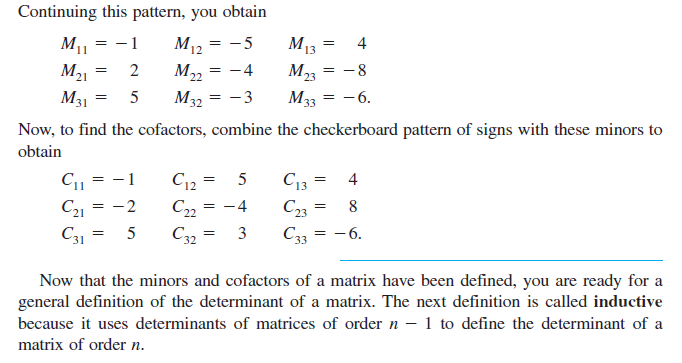 Continuing this pattern, you obtain
M₁₁ = −1 M₁₂ = −5 M₁₃ = 4
M₂₁ = 2 M₂₂ = −4 M₂₃ = −8
M₃₁ = 5 M₃₂ = −3 M₃₃ = −6.
Now, to find the cofactors, combine the checkerboard pattern of signs with these minors to
obtain
C₁₁ = −1 C₁₂ = 5 C₁₃ = 4
C₂₁ = −2 C₂₂ = −4 C₂₃ = 8
C₃₁ = 5 C₃₂ = 3 C₃₃ = −6.
Now that the minors and cofactors of a matrix have been defined, you are ready for a
general definition of the determinant of a matrix. The next definition is called inductive
because it uses determinants of matrices of order n − 1 to define the determinant of a
matrix of order n.